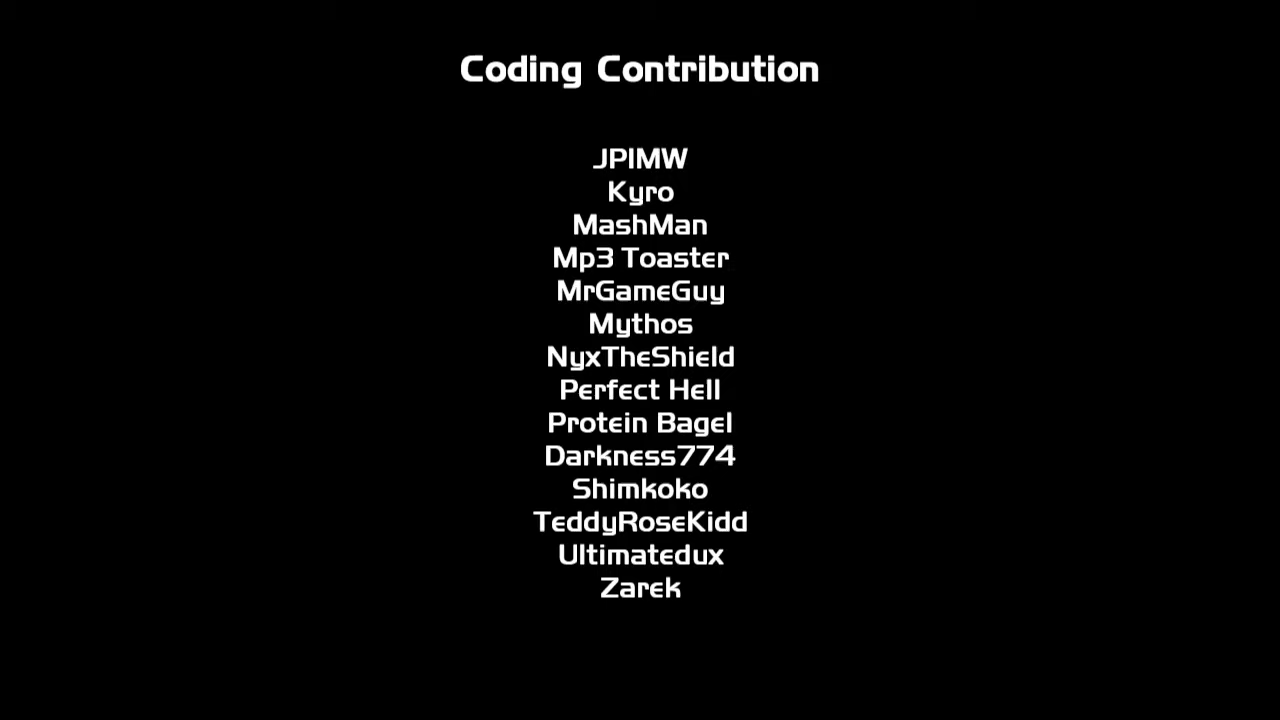 Coding Contribution
JPIMW
Kyro
MashMan
Mp3 Toaster
MrGameGuy
Mythos
NyxTheShield
Perfect Hell
Protein Bagel
Darkness774
Shimkoko
TeddyRoseKidd
Ultimatedux
Zarek